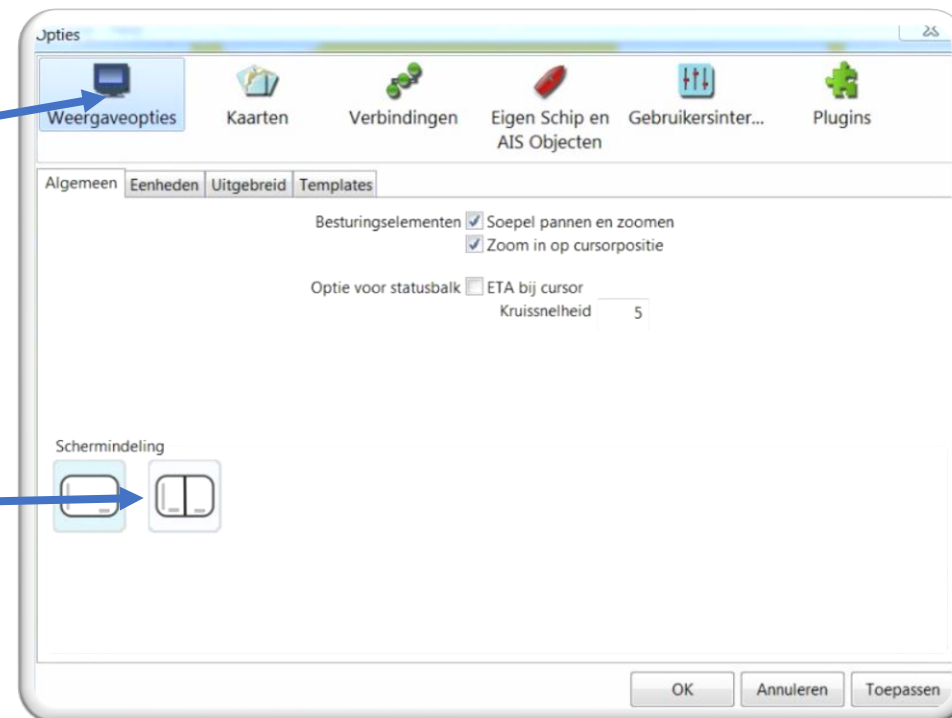 Opties
Weergaveopties
Kaarten
Verbindingen
Eigen Schip en
AIS Objecten
Gebruikersinter...
Plugins
Algemeen
Eenheden
Uitgebreid
Templates
Besturingselementen
Soepel pannen en zoomen
Zoom in op cursorpositie
Optie voor statusbalk
ETA bij cursor
Kruissnelheid
5
Schermindeling
OK
Annuleren
Toepassen